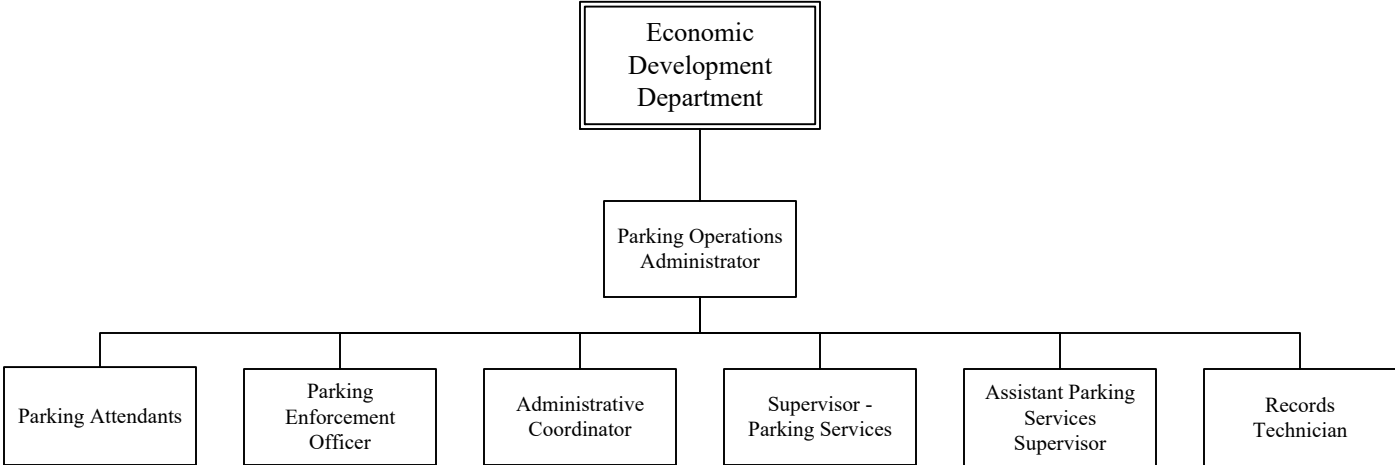 Economic
Development
Department
Parking Operations
Administrator
Parking Attendants
Parking
Enforcement
Officer
Administrative
Coordinator
Supervisor -
Parking Services
Assistant Parking
Services
Supervisor
Records
Technician